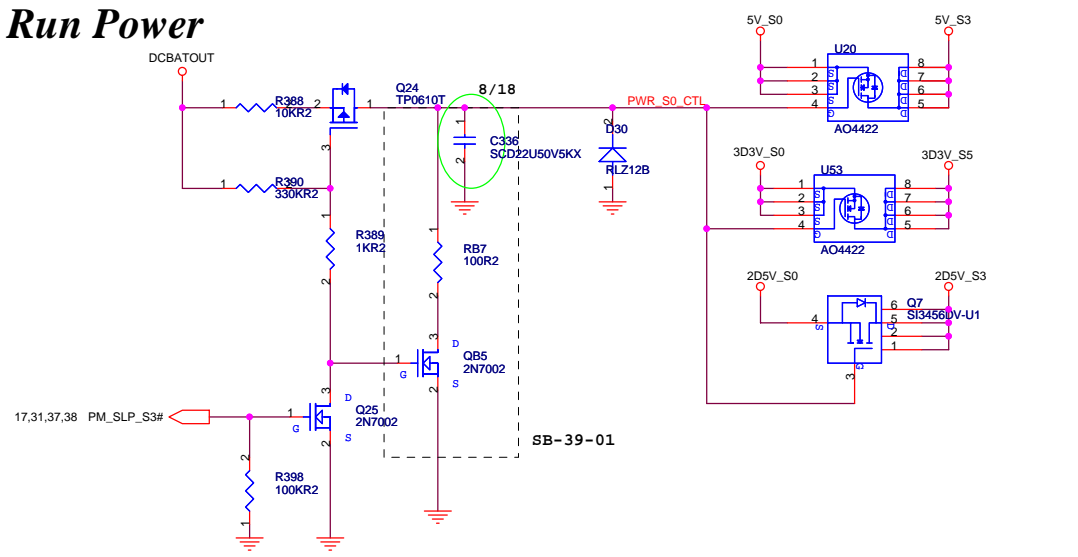 Run Power
DCBATOUT
1
R388
10KR2
2
Q24
TP0610T
1
3
8/18
1
C336
SCD22U50V5KX
2
PWR_S0_CTL
2
D30
RLZ12B
1
1
R390
330KR2
1
R389
1KR2
2
1
RB7
100R2
2
3
D
QB5
2N7002
1
G
S
2
3
D
Q25
2N7002
1
G
S
2
17,31,37,38 PM_SLP_S3#
2
R398
100KR2
1
SB-39-01
5V_S0
5V_S3
U20
1 S D 8
2 S D 7
3 S D 6
4 G D 5
AO4422
3D3V_S0
3D3V_S5
U53
1 S D 8
2 S D 7
3 S D 6
4 G D 5
AO4422
2D5V_S0
2D5V_S3
Q7
SI3456DV-U1
4 S
6
D 5
2
1
G
3